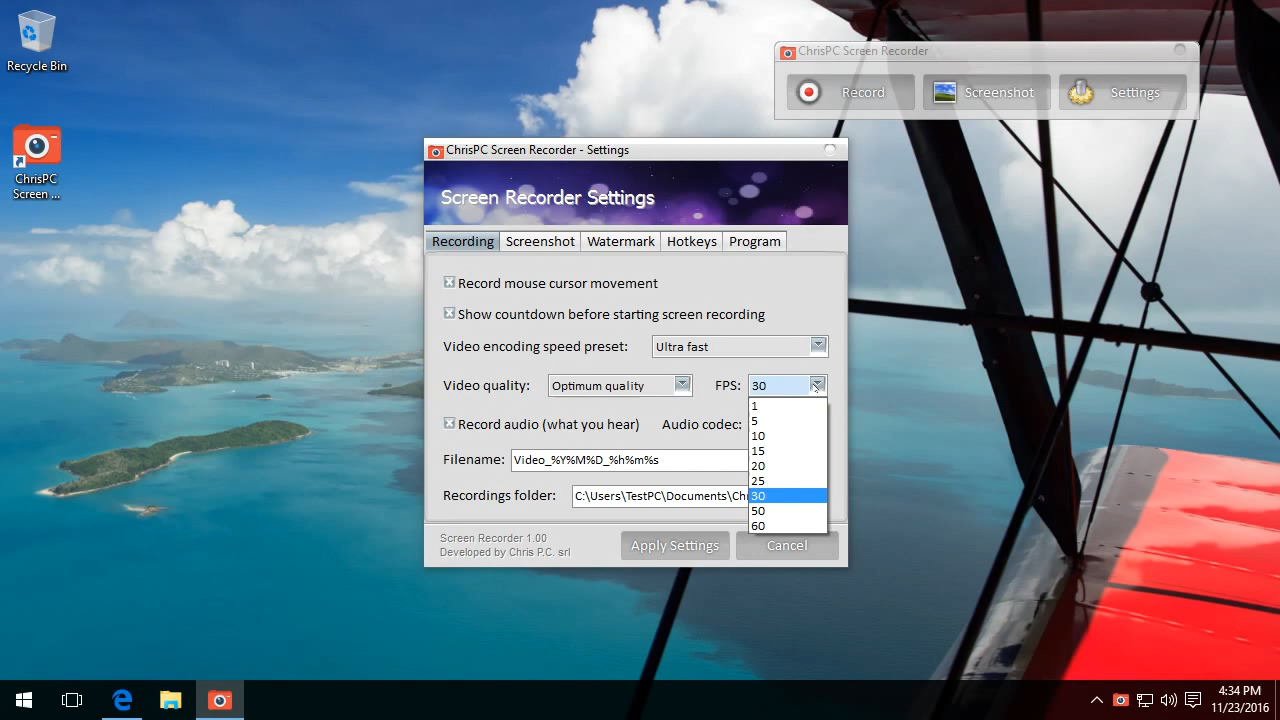 Recycle Bin
ChrisPC
Screen ...
ChrisPC Screen Recorder
Record
Screenshot
Settings
ChrisPC Screen Recorder - Settings
Screen Recorder Settings
Recording
Screenshot
Watermark
Hotkeys
Program
Record mouse cursor movement
Show countdown before starting screen recording
Video encoding speed preset:
Ultra fast
Video quality:
Optimum quality
FPS:
30
1
5
10
15
20
25
30
50
60
Record audio (what you hear)
Audio codec:
Filename:
Video_%Y%M%D_%h%m%s
Recordings folder:
C:\Users\TestPC\Documents\Chr
Screen Recorder 1.00
Developed by Chris P.C. srl
Apply Settings
Cancel
4:34 PM
11/23/2016